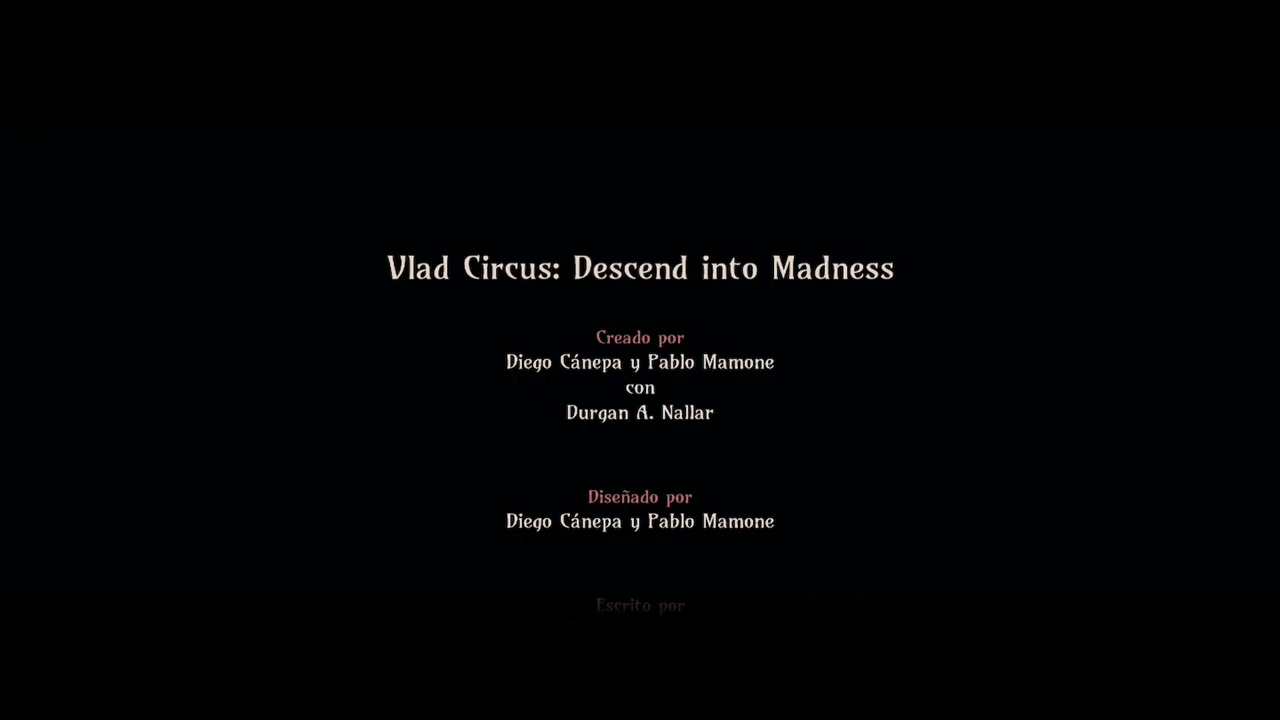 Vlad Circus: Descend into Madness
Creado por
Diego Cánepa y Pablo Mamone
con
Durgan A. Nallar
Diseñado por
Diego Cánepa y Pablo Mamone
Escrito por